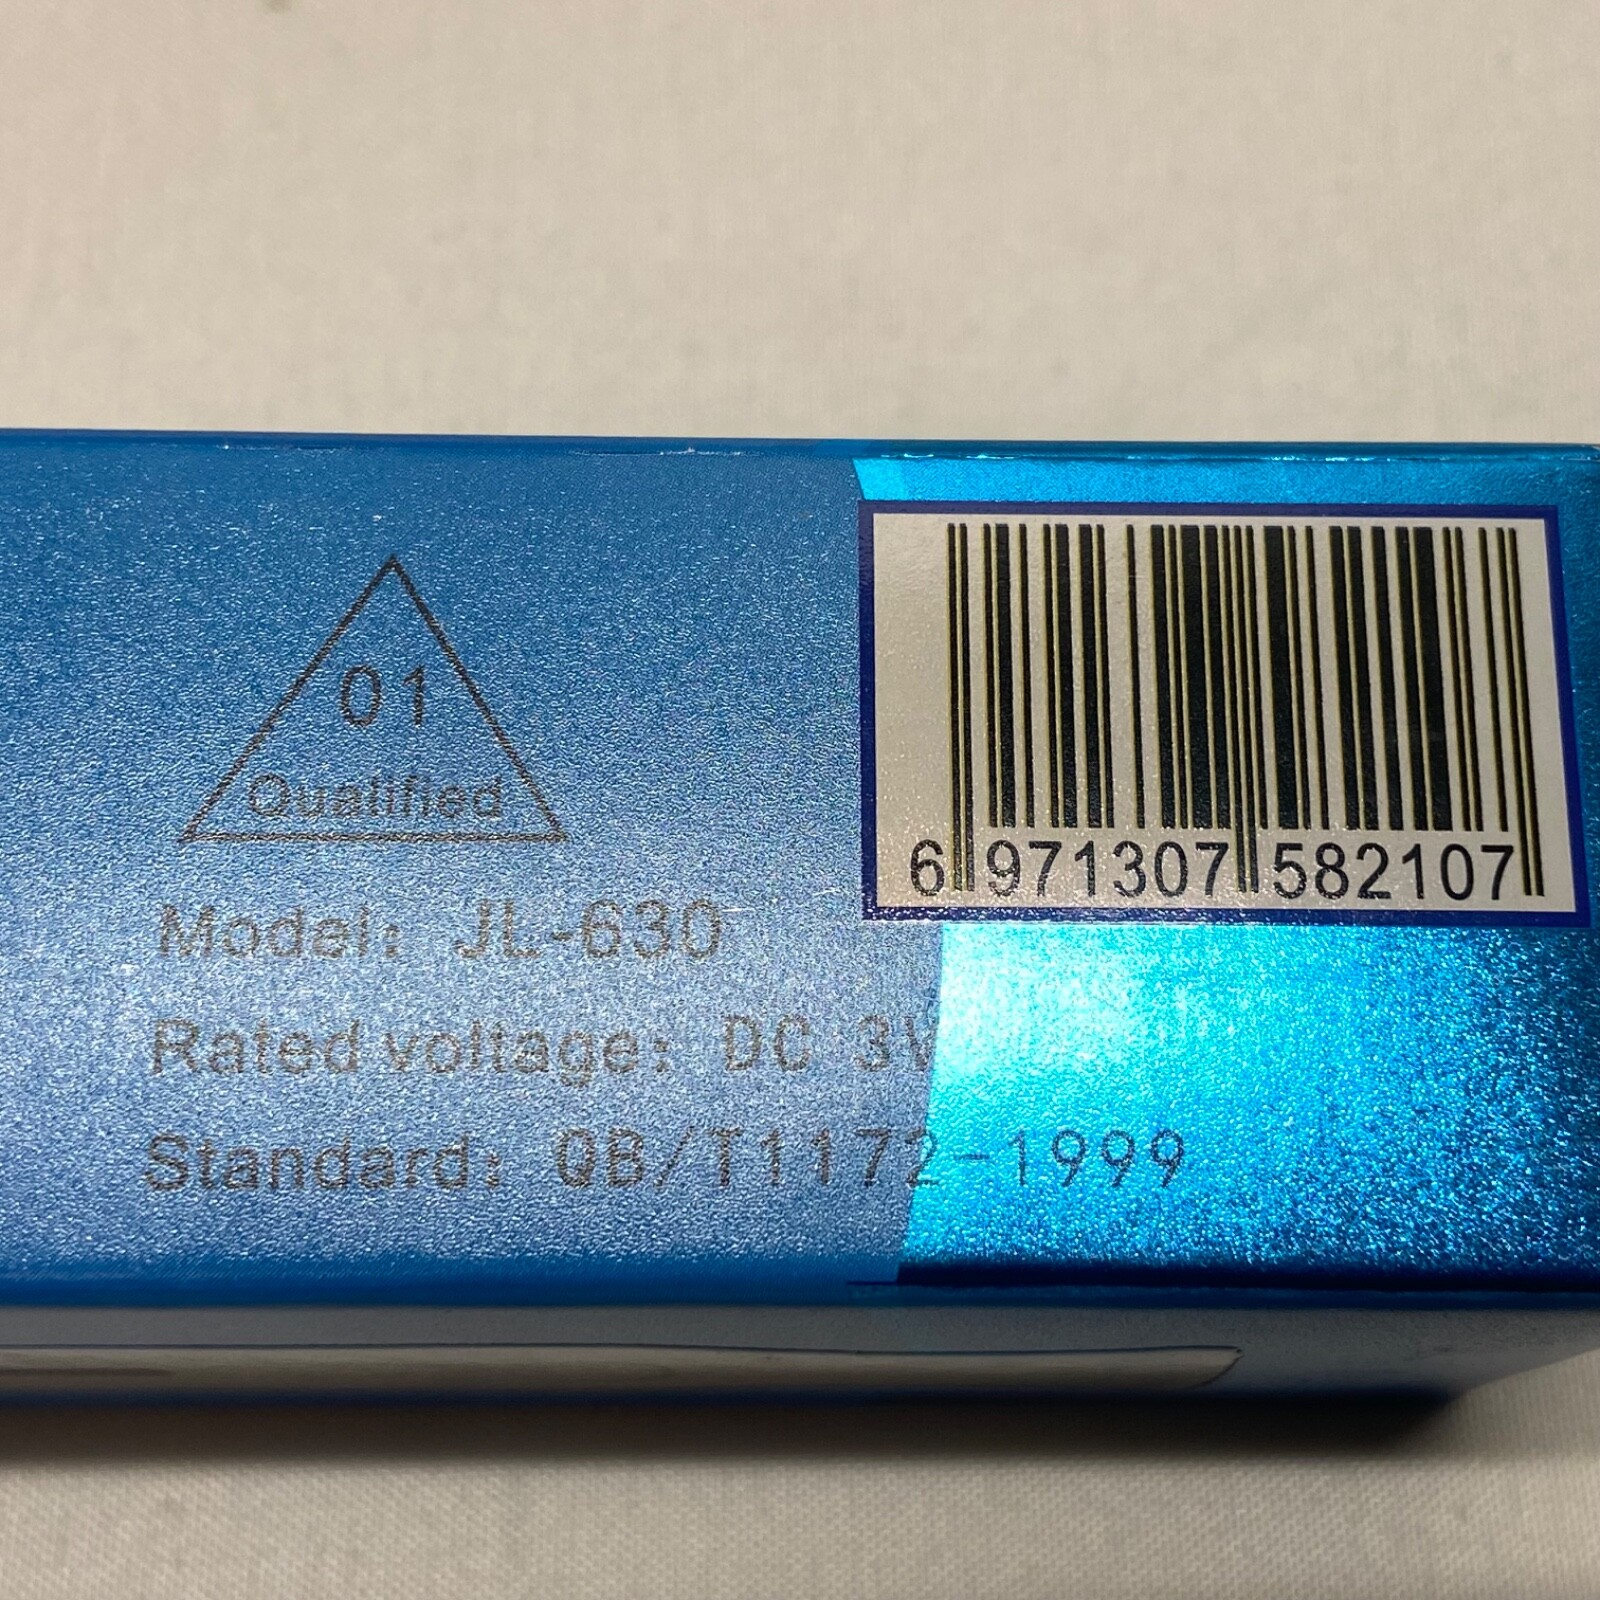 01
Qualified
Model: JL-630
Rated voltage: DC 3V
Standard: QB/T1172-1999
6 971307 582107